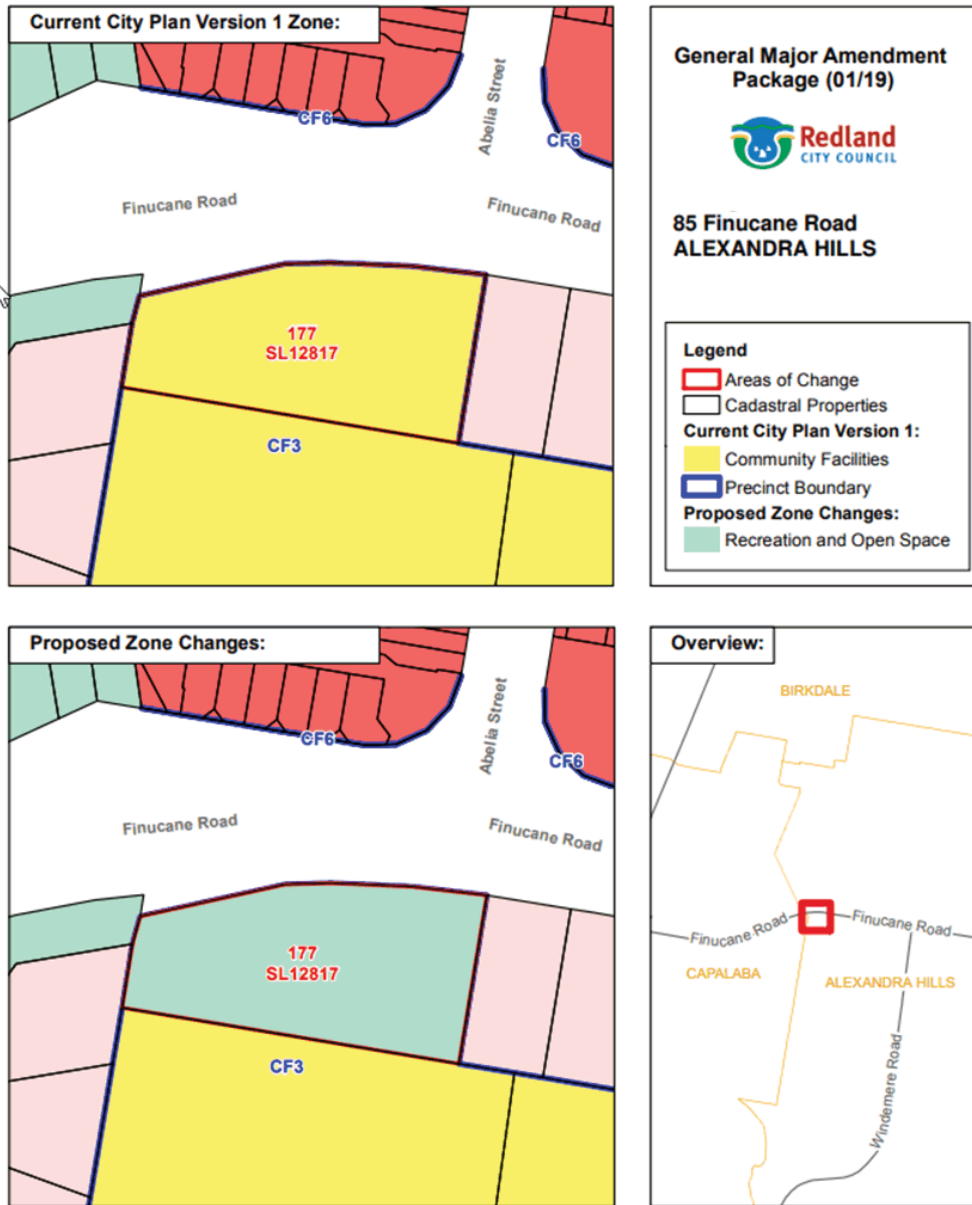 Current City Plan Version 1 Zone:
CF6
Abelia Street
CF6
Finucane Road
Finucane Road
177
SL12817
CF3
General Major Amendment
Package (01/19)
Redland
CITY COUNCIL
85 Finucane Road
ALEXANDRA HILLS
Legend
Areas of Change
Cadastral Properties
Current City Plan Version 1:
Community Facilities
Precinct Boundary
Proposed Zone Changes:
Recreation and Open Space
Proposed Zone Changes:
CF6
Abelia Street
CF6
Finucane Road
Finucane Road
177
SL12817
CF3
Overview:
BIRKDALE
Finucane Road
Finucane Road
CAPALABA
ALEXANDRA HILLS
Windemere Road